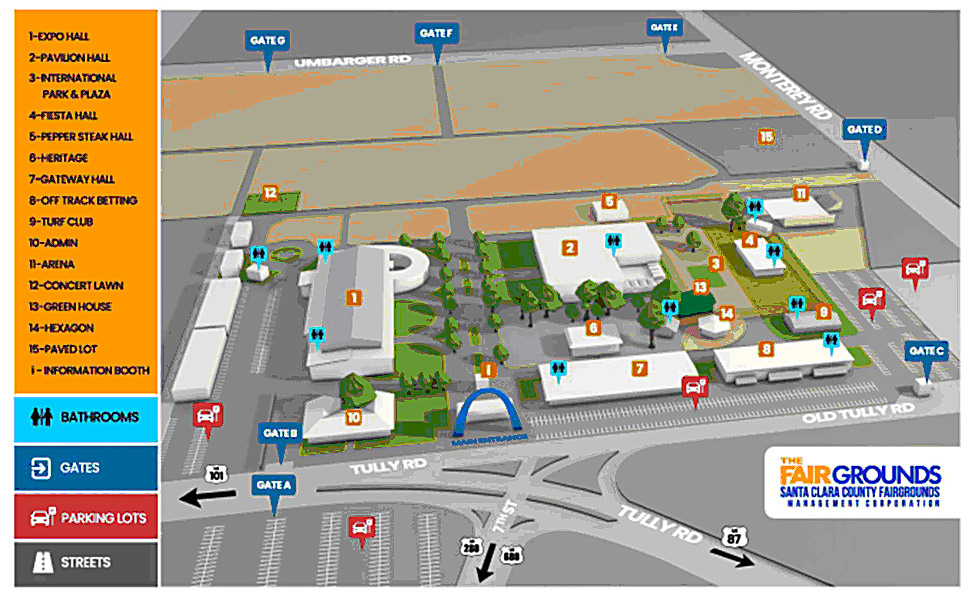 1-EXPO HALL
2-PAVILION HALL
3-INTERNATIONAL
PARK & PLAZA
4-FIESTA HALL
5-PEPPER STEAK HALL
6-HERITAGE
7-GATEWAY HALL
8-OFF TRACK BETTING
9-TURF CLUB
10-ADMIN
11-ARENA
12-CONCERT LAWN
13-GREEN HOUSE
14-HEXAGON
15-PAVED LOT
i - INFORMATION BOOTH
BATHROOMS
GATES
PARKING LOTS
STREETS
GATE G
GATE F
GATE E
UMBARGER RD
MONTEREY RD
GATE D
15
12
11
5
4
2
3
1
13
14
9
6
8
7
i
10
GATE C
GATE B
GATE A
MAIN ENTRANCE
OLD TULLY RD
TULLY RD
101
7TH ST
TULLY RD
280
680
87
THE
FAIRGROUNDS
SANTA CLARA COUNTY FAIRGROUNDS
MANAGEMENT CORPORATION